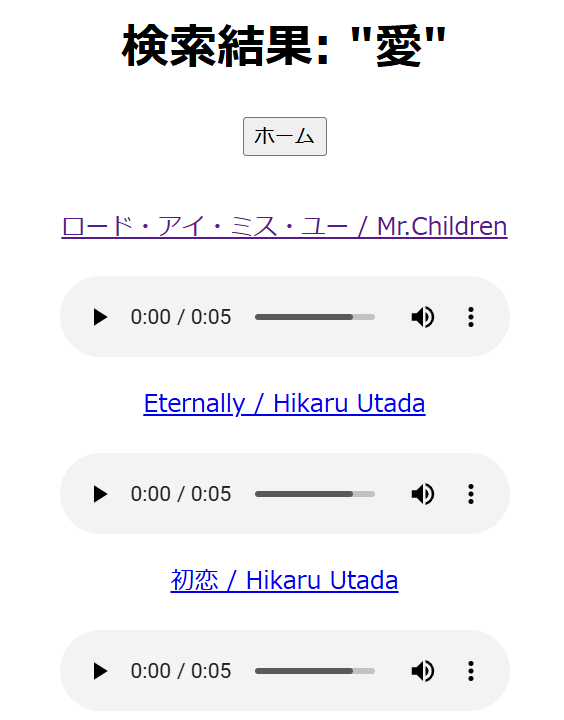 検索結果: "愛"
ホーム
ロード・アイ・ミス・ユー / Mr.Children
0:00 / 0:05
Eternally / Hikaru Utada
0:00 / 0:05
初恋 / Hikaru Utada
0:00 / 0:05